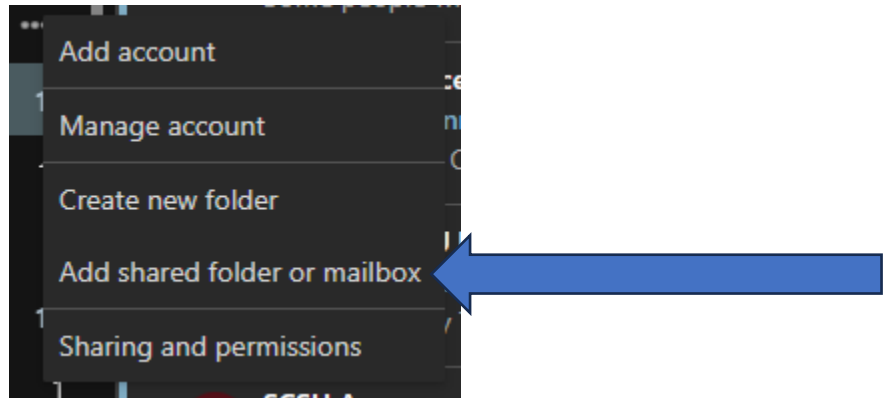 Add account
Manage account
Create new folder
Add shared folder or mailbox
Sharing and permissions